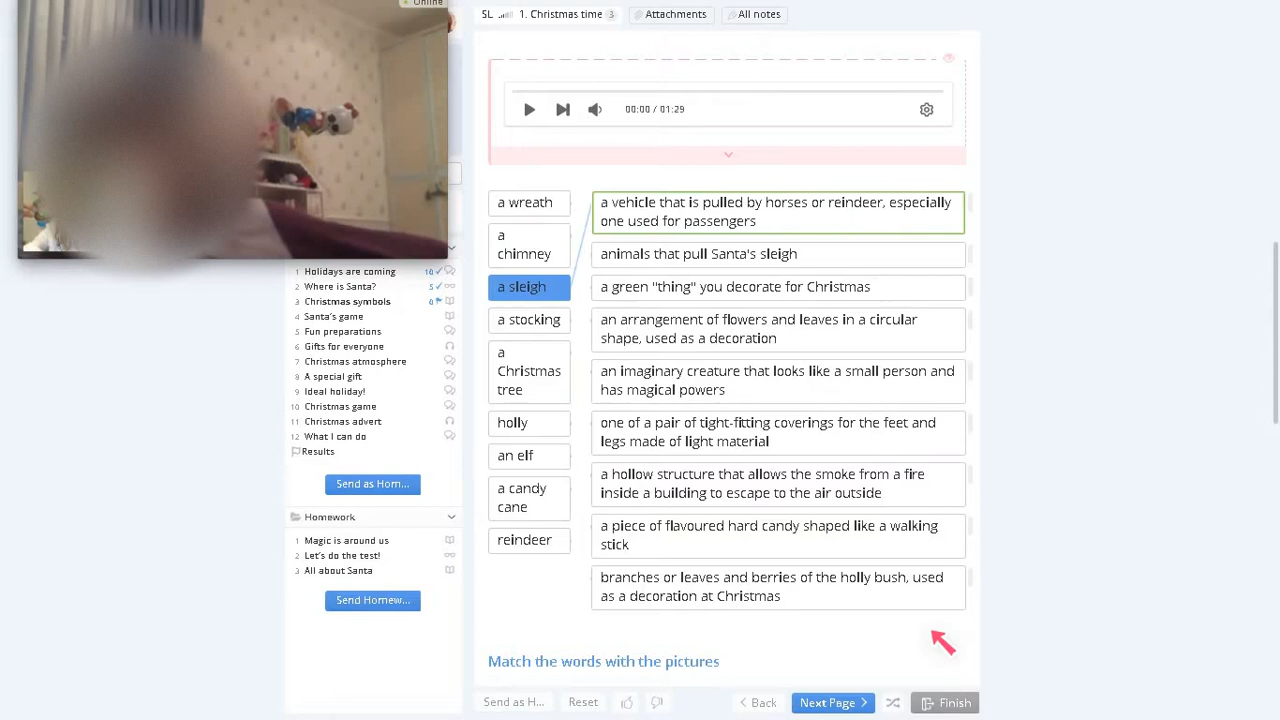 Online
SL 1. Christmas time 3
Attachments
All notes
00:00 / 01:29
a wreath
a
chimney
a sleigh
a stocking
a
Christmas
tree
holly
an elf
a candy
cane
reindeer
a vehicle that is pulled by horses or reindeer, especially
one used for passengers
animals that pull Santa's sleigh
a green "thing" you decorate for Christmas
an arrangement of flowers and leaves in a circular
shape, used as a decoration
an imaginary creature that looks like a small person and
has magical powers
one of a pair of tight-fitting coverings for the feet and
legs made of light material
a hollow structure that allows the smoke from a fire
inside a building to escape to the air outside
a piece of flavoured hard candy shaped like a walking
stick
branches or leaves and berries of the holly bush, used
as a decoration at Christmas
Match the words with the pictures
1 Holidays are coming 10
2 Where is Santa? 5
3 Christmas symbols 0
4 Santa's game
5 Fun preparations
6 Gifts for everyone
7 Christmas atmosphere
8 A special gift
9 Ideal holiday!
10 Christmas game
11 Christmas advert
12 What I can do
Results
Send as Hom...
Homework
1 Magic is around us
2 Let's do the test!
3 All about Santa
Send Homew...
Send as H...
Reset
Back
Next Page
Finish